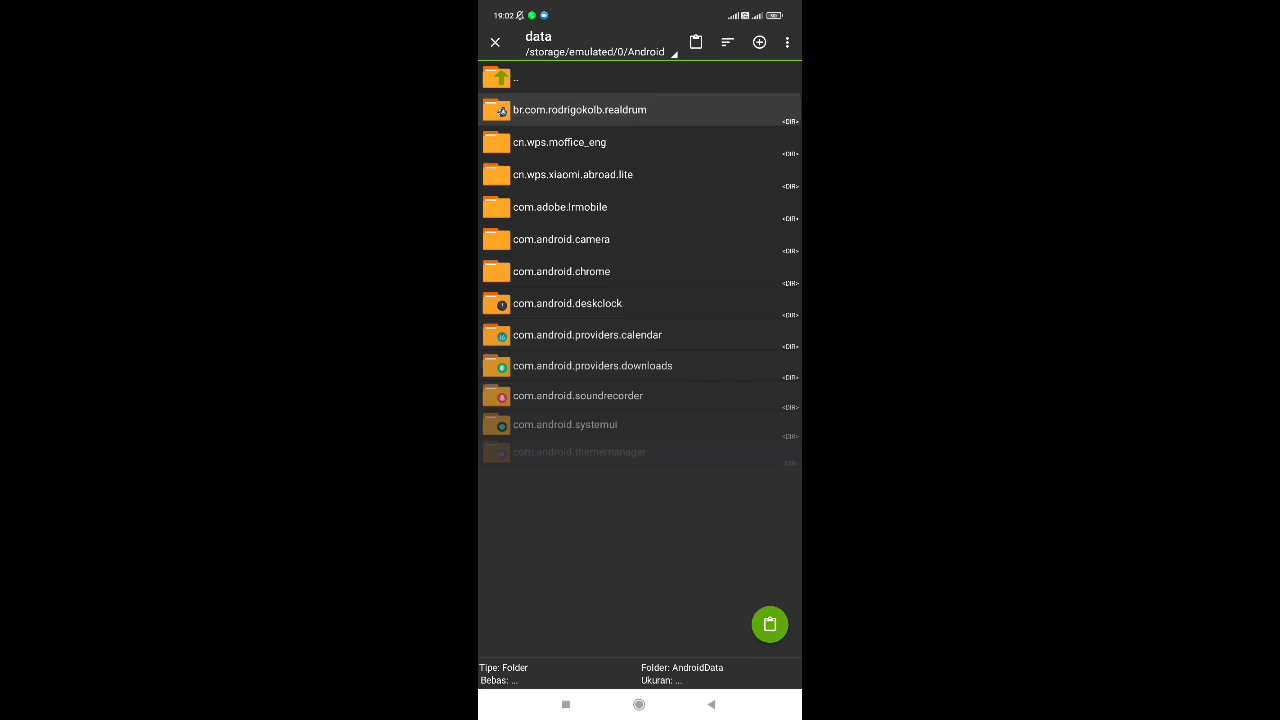 19:02
data
/storage/emulated/0/Android
..
br.com.rodrigokolb.realdrum
<DIR>
cn.wps.moffice_eng
<DIR>
cn.wps.xiaomi.abroad.lite
<DIR>
com.adobe.lrmobile
<DIR>
com.android.camera
<DIR>
com.android.chrome
<DIR>
com.android.deskclock
<DIR>
com.android.providers.calendar
<DIR>
com.android.providers.downloads
<DIR>
com.android.soundrecorder
<DIR>
com.android.systemui
<DIR>
com.android.thememanager
<DIR>
Tipe: Folder
Folder: AndroidData
Bebas: ...
Ukuran: ...